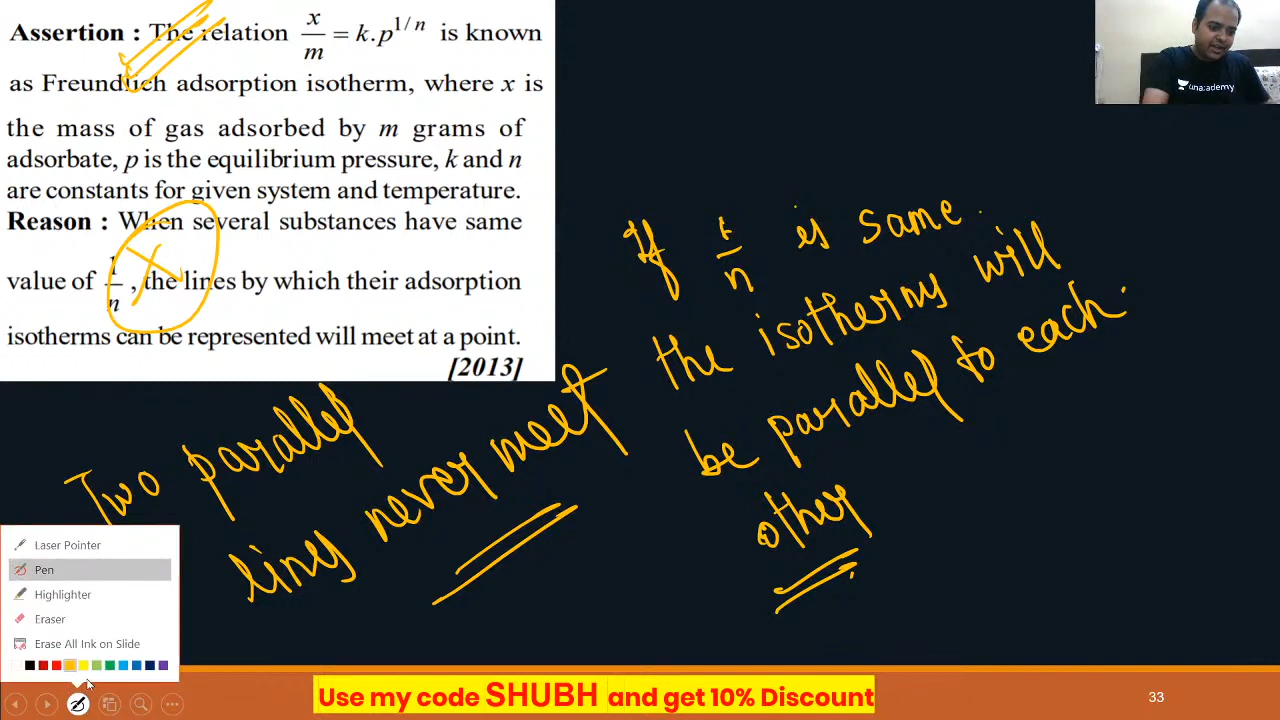 Assertion : The relation x/m = k.p^1/n is known
as Freundlich adsorption isotherm, where x is
the mass of gas adsorbed by m grams of
adsorbate, p is the equilibrium pressure, k and n
are constants for given system and temperature.
Reason : When several substances have same
value of 1/n, the lines by which their adsorption
isotherms can be represented will meet at a point.
[2013]
unacademy
If 1/n is same.
the isotherms will
be parallel to each
other
Two parallel
lines never meet
Laser Pointer
Pen
Highlighter
Eraser
Erase All Ink on Slide
Use my code SHUBH and get 10% Discount
33